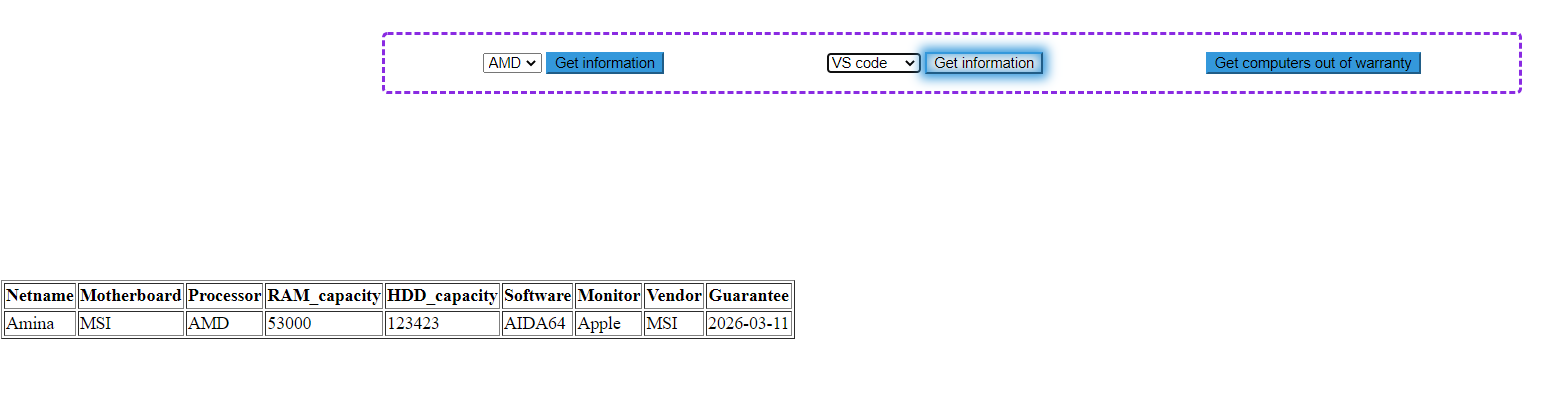 AMD Get information VS code Get information Get computers out of warranty
Netname Motherboard Processor RAM_capacity HDD_capacity Software Monitor Vendor Guarantee
Amina MSI AMD 53000 123423 AIDA64 Apple MSI 2026-03-11